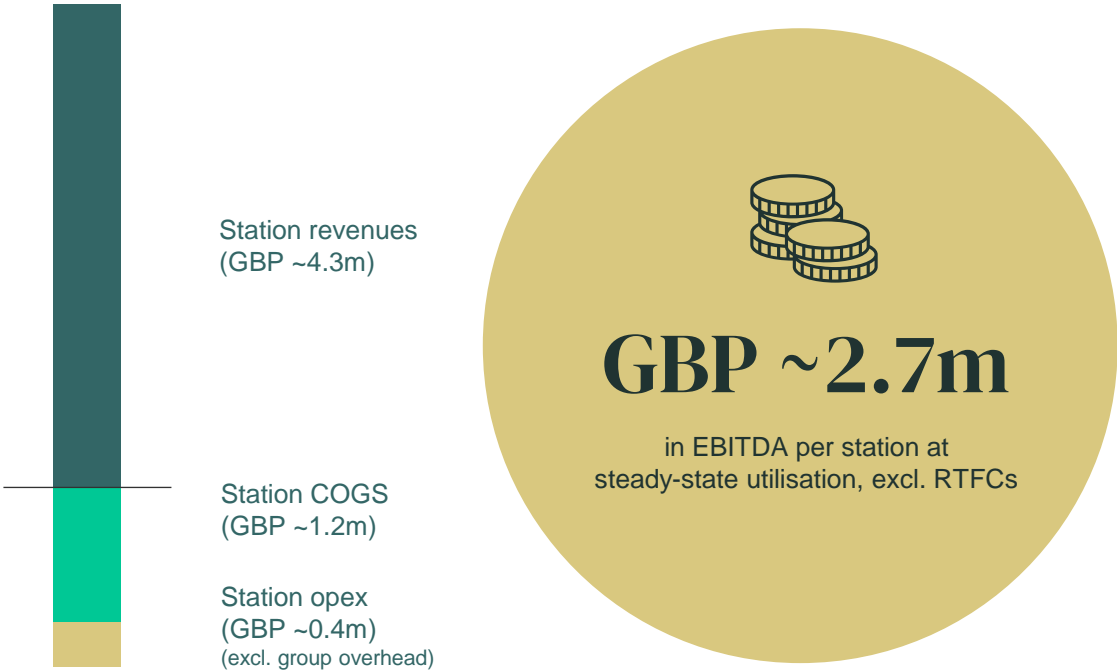 Station revenues
(GBP ~4.3m)
Station COGS
(GBP ~1.2m)
Station opex
(GBP ~0.4m)
(excl. group overhead)
GBP ~2.7m
in EBITDA per station at
steady-state utilisation, excl. RTFCs